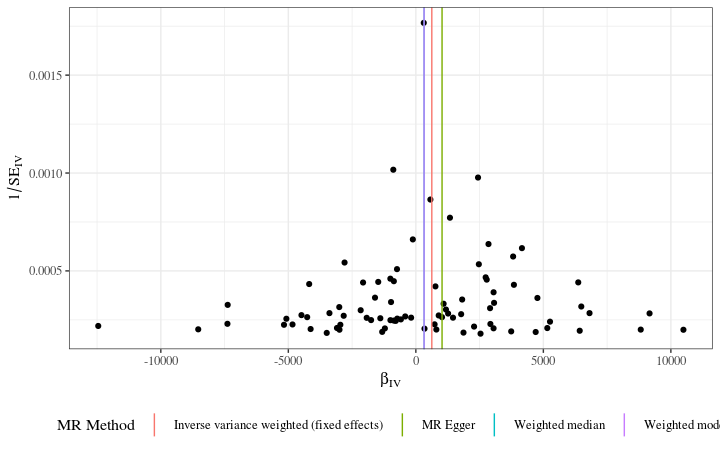 0.0015
0.0010
0.0005
1/SE_IV
-10000 -5000 0 5000 10000
β_IV
MR Method Inverse variance weighted (fixed effects) MR Egger Weighted median Weighted mod